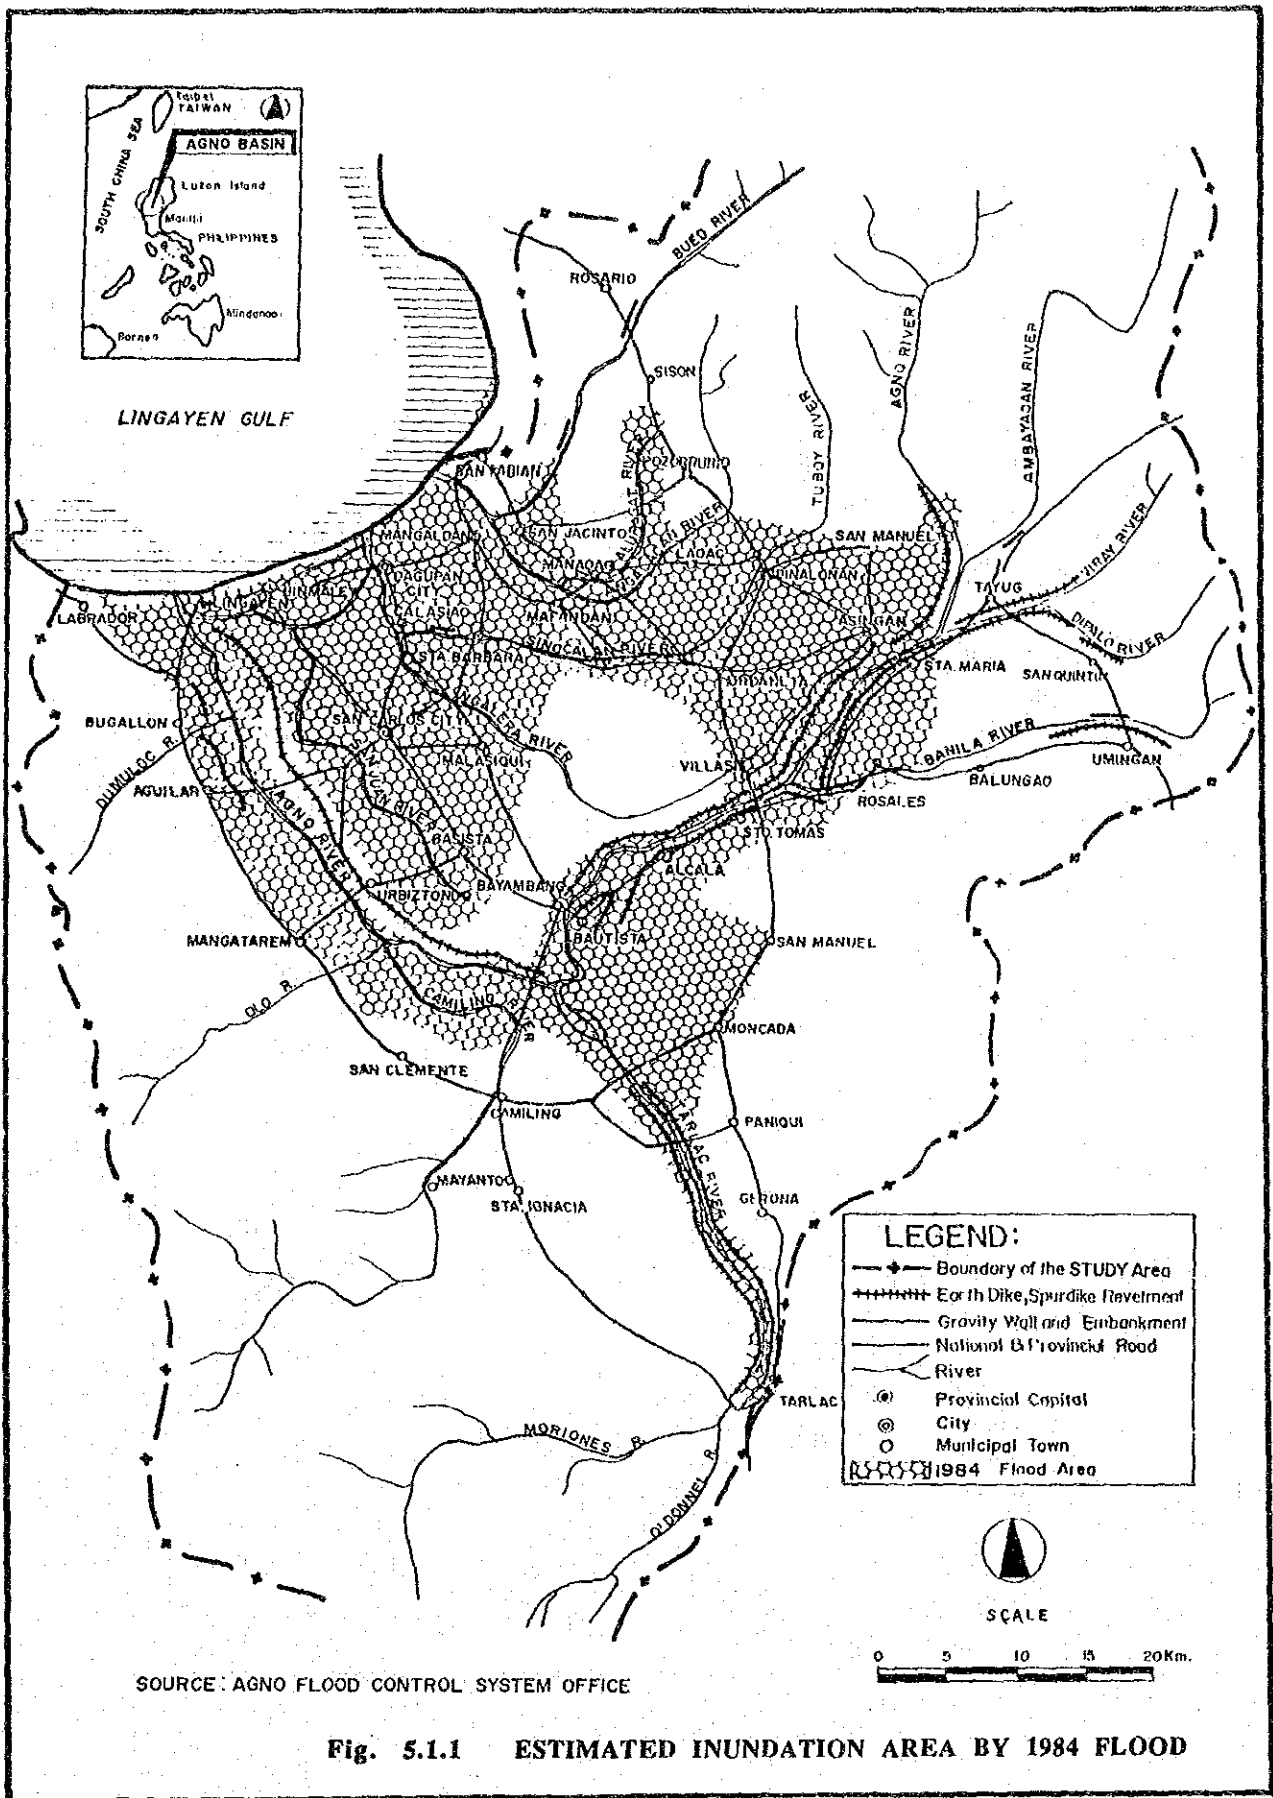 Taibei
TAIWAN
AGNO BASIN
SOUTH CHINA SEA
Luzon Island
Manila
PHILIPPINES
Mindanao
Borneo
LINGAYEN GULF
ROSARIO
BUED RIVER
SISON
AGNO RIVER
AMBAYAOAN RIVER
TUBOY RIVER
SAN FABIAN
POZORRUBIO
MANGALDAN
SAN JACINTO
MANAOAG
LAOAC
SAN MANUEL
BINALONAN
DAGUPAN
CITY
BINMALEY
LINGAYEN
LABRADOR
CALASIAO
MAPANDAN
ASINGAN
TAYUG
VIRAY RIVER
DIPALO RIVER
STA. BARBARA
SINOCALAN RIVER
URDANETA
STA. MARIA
SAN QUINTIN
BUGALLON
DUMULOC R.
SAN CARLOS CITY
INGALERA RIVER
MALASIQUI
SAN JUAN RIVER
VILLASIS
BANILA RIVER
UMINGAN
BALUNGAO
ROSALES
AGUILAR
AGNO RIVER
BASISTA
STO. TOMAS
ALCALA
URBIZTONDO
BAYAMBANG
BAUTISTA
MANGATAREM
SAN MANUEL
OLO R.
CAMILING RIVER
MONCADA
SAN CLEMENTE
CAMILING
PANIQUI
TARLAC RIVER
MAYANTOC
STA. IGNACIA
GERONA
TARLAC
MORIONES R.
O'DONNEL R.
LEGEND:
Boundary of the STUDY Area
Earth Dike, Spurdike Revetment
Gravity Wall and Embankment
National & Provincial Road
River
Provincial Capital
City
Municipal Town
1984 Flood Area
SCALE
0 5 10 15 20 Km.
SOURCE: AGNO FLOOD CONTROL SYSTEM OFFICE
Fig. 5.1.1 ESTIMATED INUNDATION AREA BY 1984 FLOOD